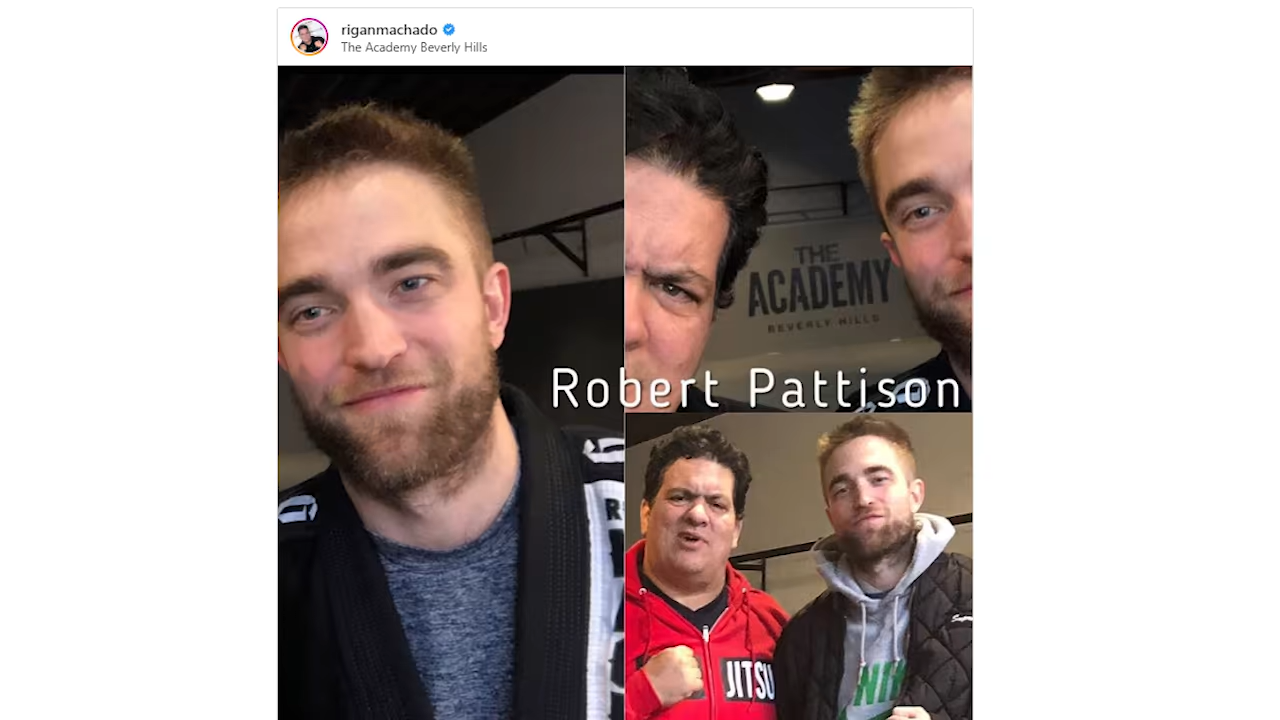 riganmachado
The Academy Beverly Hills
THE
ACADEMY
BEVERLY HILLS
Robert Pattison
JITSU